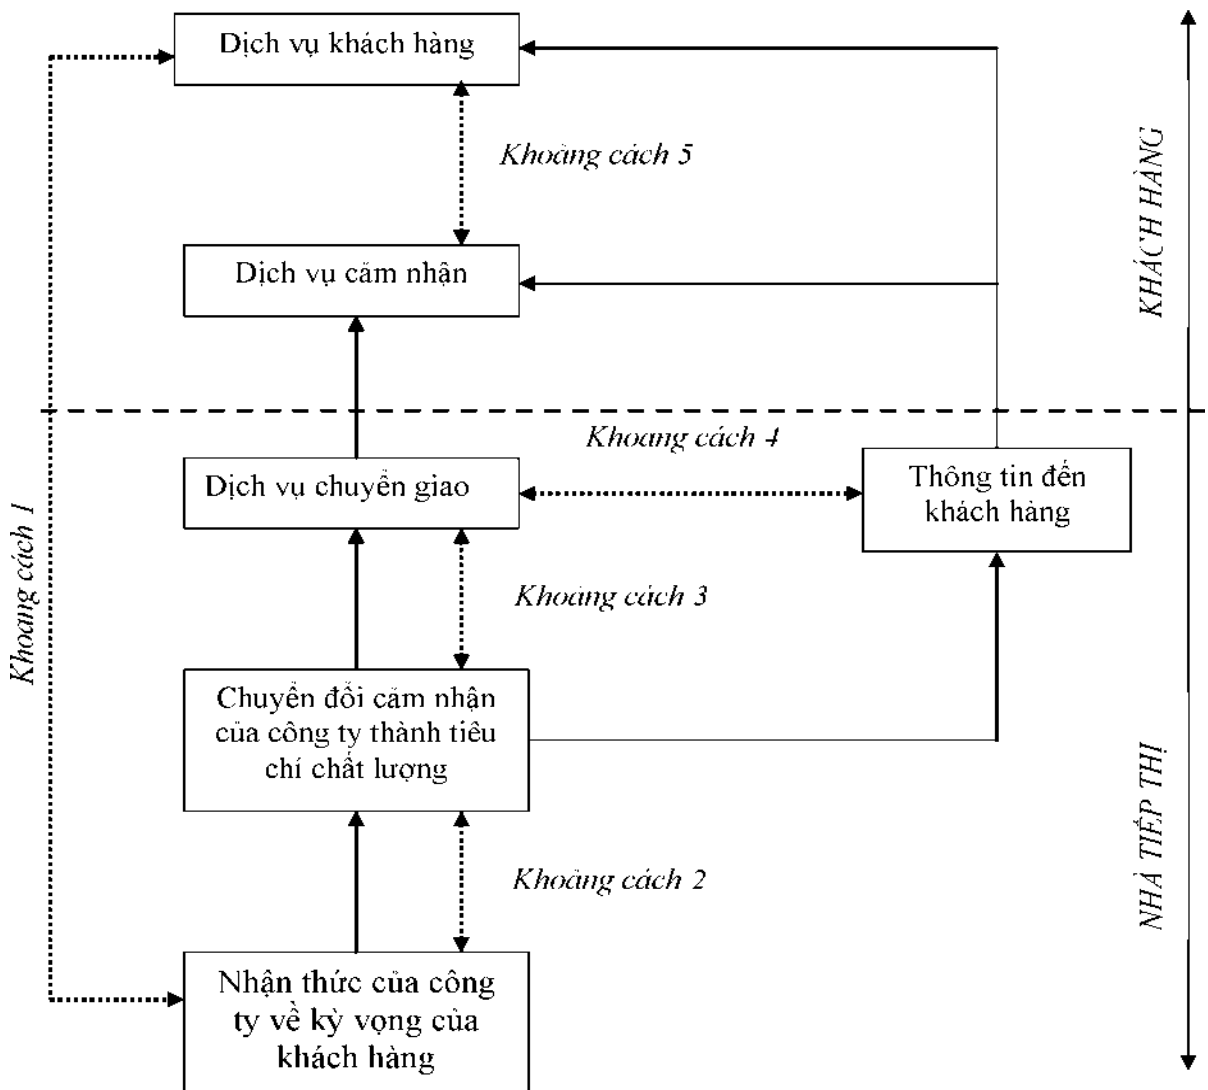 Dịch vụ khách hàng
Khoảng cách 5
KHÁCH HÀNG
Dịch vụ cảm nhận
Khoang cách 4
Dịch vụ chuyển giao
Thông tin đến
khách hàng
Khoang cách 1
Khoảng cách 3
Chuyển đổi cảm nhận
của công ty thành tiêu
chí chất lượng
NHÀ TIẾP THỊ
Khoảng cách 2
Nhận thức của công
ty về kỳ vọng của
khách hàng